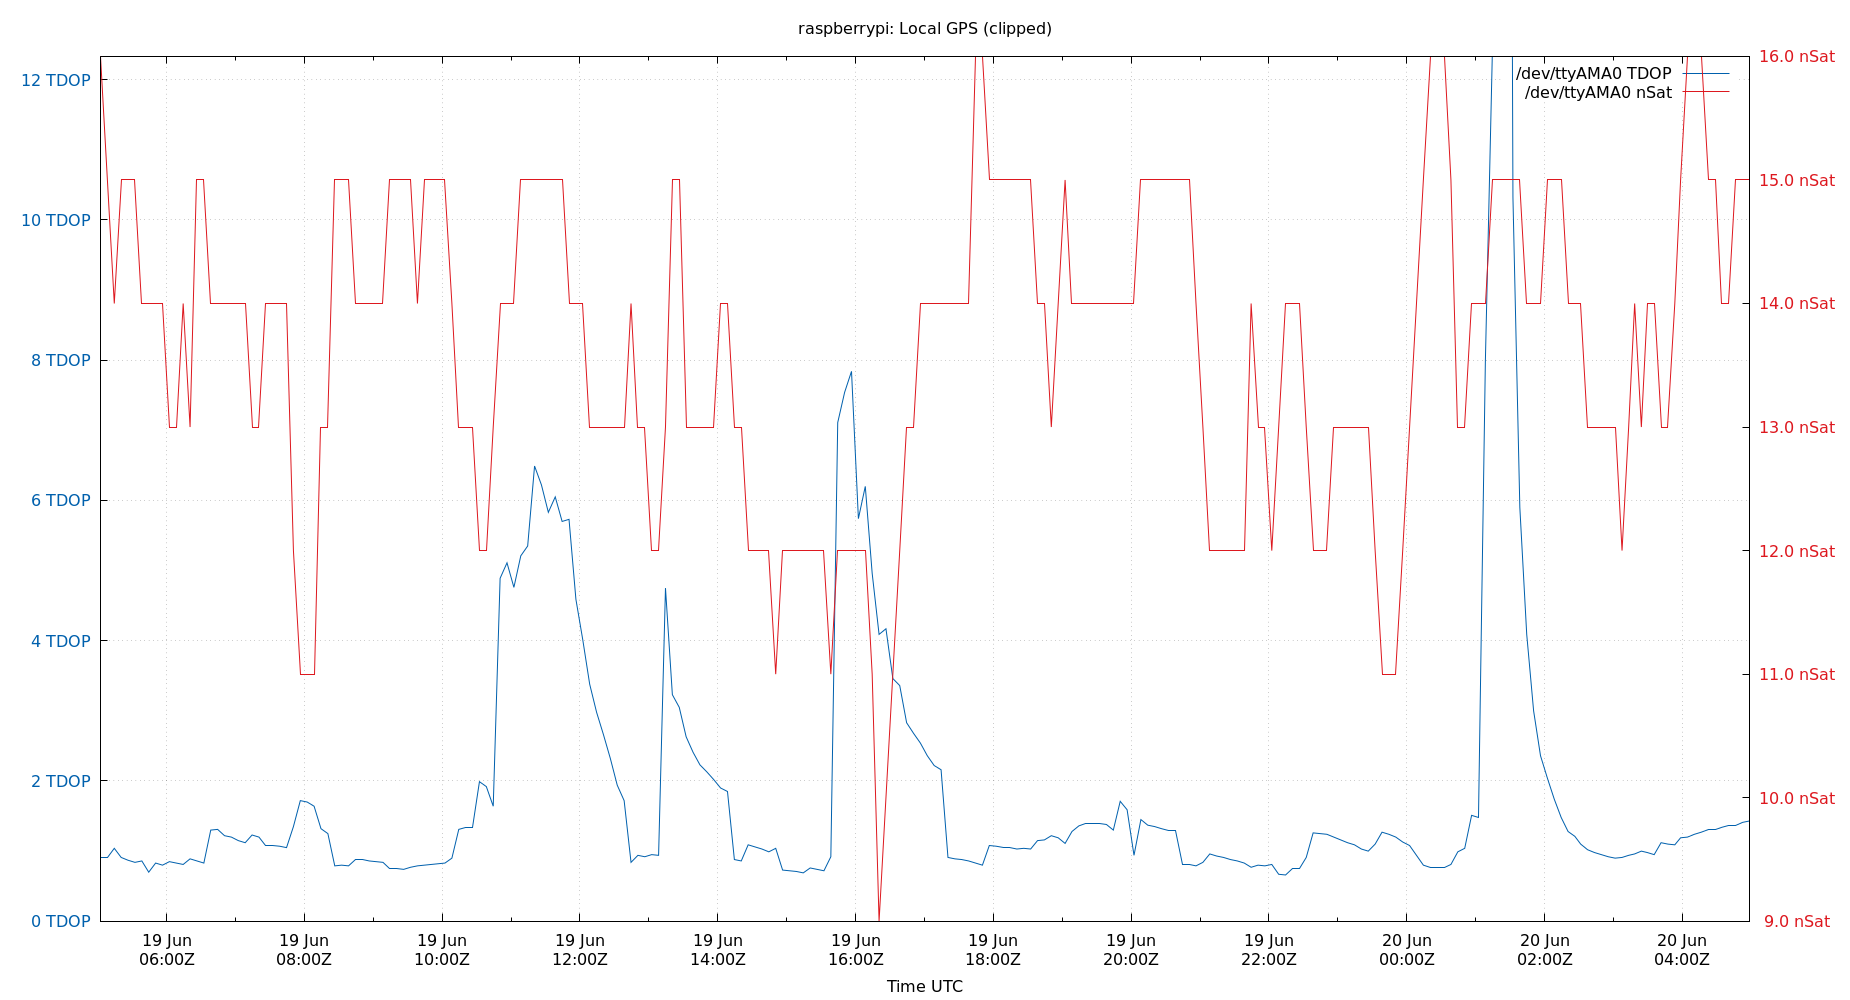 raspberrypi: Local GPS (clipped)
/dev/ttyAMA0 TDOP
/dev/ttyAMA0 nSat
12 TDOP
10 TDOP
8 TDOP
6 TDOP
4 TDOP
2 TDOP
0 TDOP
16.0 nSat
15.0 nSat
14.0 nSat
13.0 nSat
12.0 nSat
11.0 nSat
10.0 nSat
9.0 nSat
19 Jun
06:00Z
19 Jun
08:00Z
19 Jun
10:00Z
19 Jun
12:00Z
19 Jun
14:00Z
19 Jun
16:00Z
19 Jun
18:00Z
19 Jun
20:00Z
19 Jun
22:00Z
20 Jun
00:00Z
20 Jun
02:00Z
20 Jun
04:00Z
Time UTC